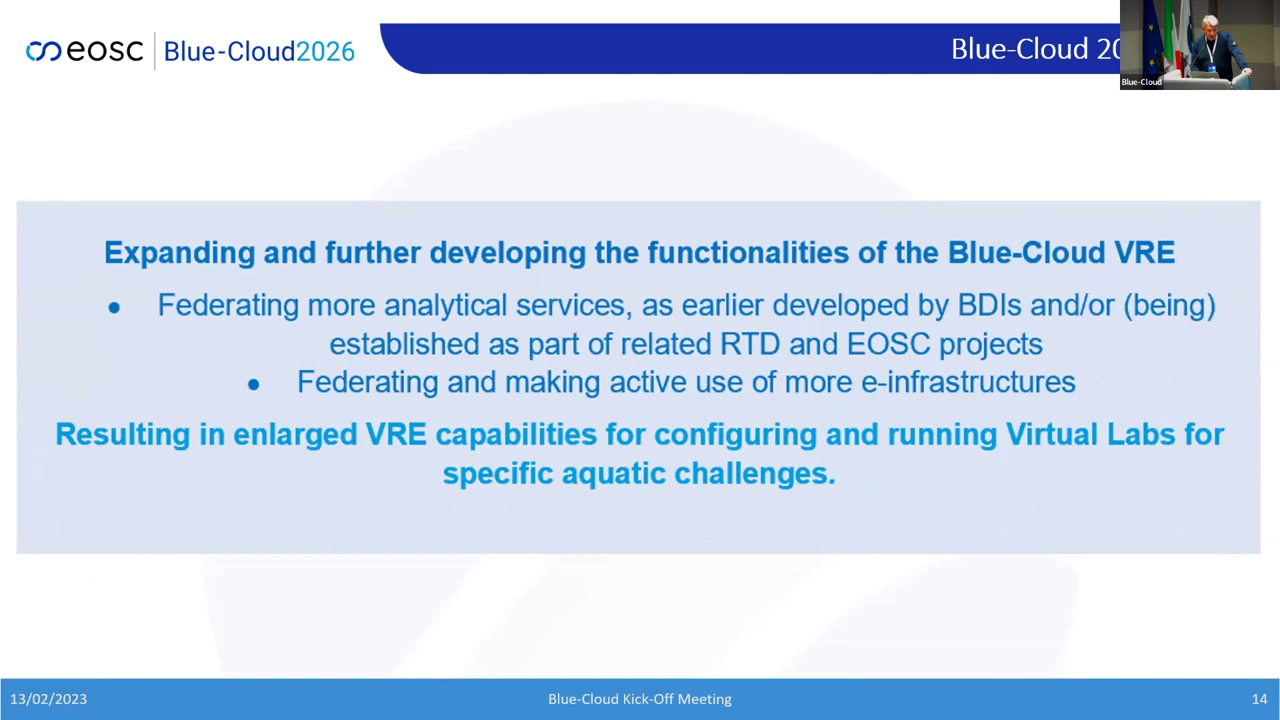 eosc
Blue-Cloud2026
Blue-Cloud 20
Blue-Cloud
Expanding and further developing the functionalities of the Blue-Cloud VRE
● Federating more analytical services, as earlier developed by BDIs and/or (being)
established as part of related RTD and EOSC projects
● Federating and making active use of more e-infrastructures
Resulting in enlarged VRE capabilities for configuring and running Virtual Labs for
specific aquatic challenges.
13/02/2023
Blue-Cloud Kick-Off Meeting
14